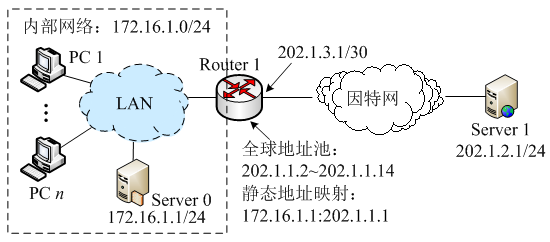 内部网络：172.16.1.0/24
PC 1
PC n
LAN
Server 0
172.16.1.1/24
Router 1
202.1.3.1/30
全球地址池：
202.1.1.2~202.1.1.14
静态地址映射：
172.16.1.1:202.1.1.1
因特网
Server 1
202.1.2.1/24